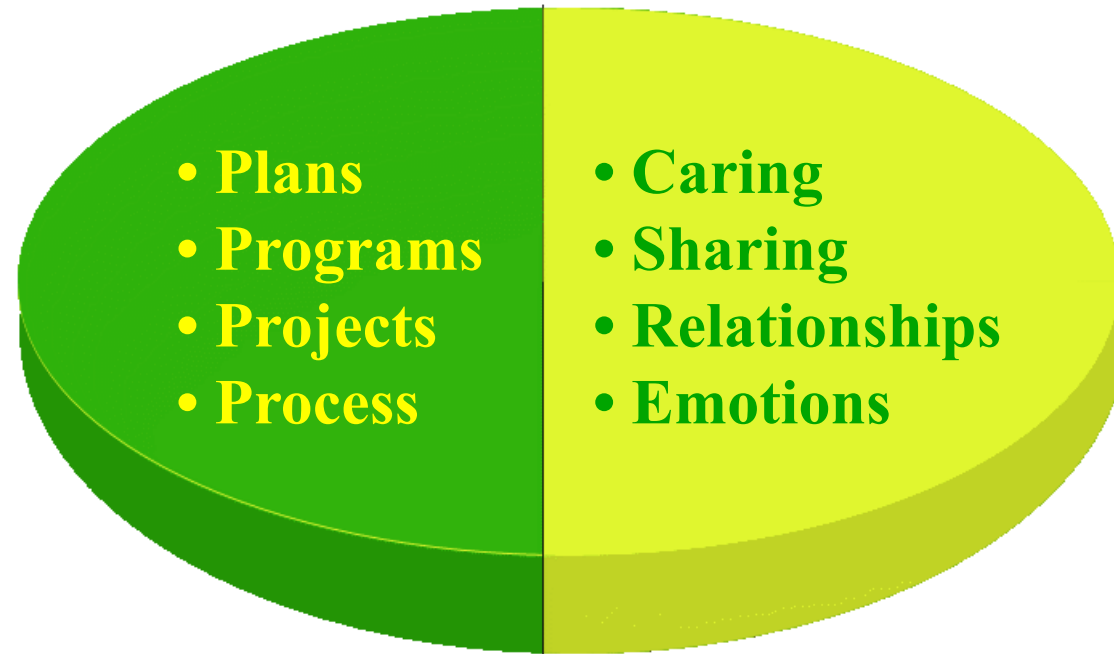 • Plans
• Programs
• Projects
• Process
• Caring
• Sharing
• Relationships
• Emotions